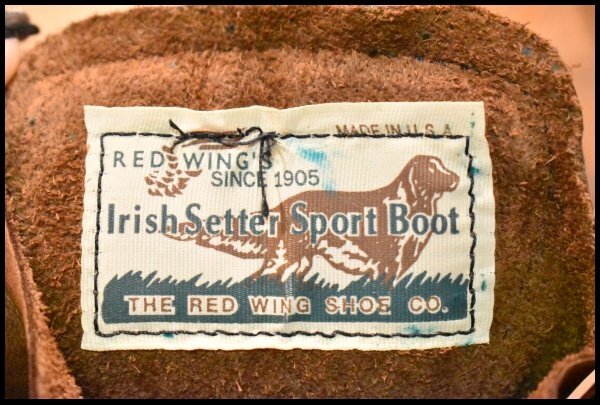 MADE IN U.S.A.
RED WING'S
SINCE 1905
Irish Setter Sport Boot
THE RED WING SHOE CO.